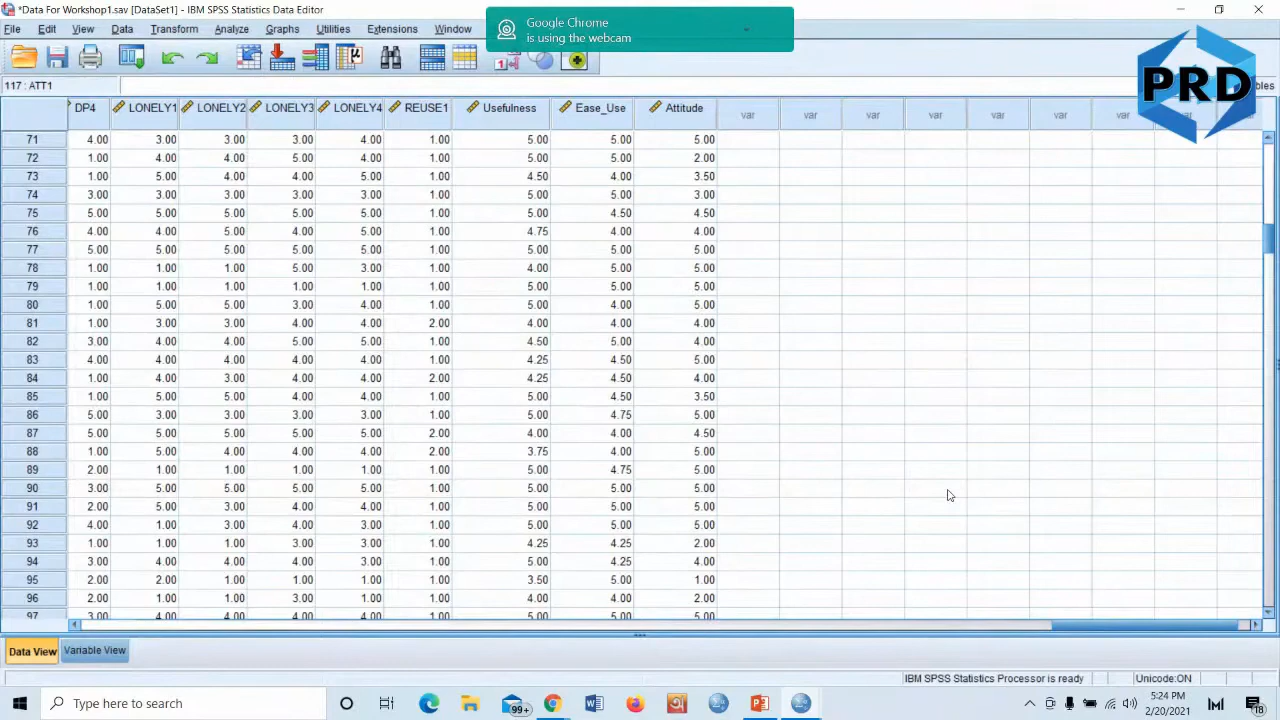 *Data For Workshop1.sav [DataSet1] - IBM SPSS Statistics Data Editor
Google Chrome
is using the webcam
File Edit View Data Transform Analyze Graphs Utilities Extensions Window
PRD
117 : ATT1
DP4 LONELY1 LONELY2 LONELY3 LONELY4 REUSE1 Usefulness Ease_Use Attitude var var var var var var var var
71 4.00 3.00 3.00 3.00 4.00 1.00 5.00 5.00 5.00
72 1.00 4.00 4.00 5.00 4.00 1.00 5.00 5.00 2.00
73 1.00 5.00 4.00 4.00 5.00 1.00 4.50 4.00 3.50
74 3.00 3.00 3.00 3.00 3.00 1.00 5.00 5.00 3.00
75 5.00 5.00 5.00 5.00 5.00 1.00 5.00 4.50 4.50
76 4.00 4.00 5.00 4.00 5.00 1.00 4.75 4.00 4.00
77 5.00 5.00 5.00 5.00 5.00 1.00 5.00 5.00 5.00
78 1.00 1.00 1.00 5.00 3.00 1.00 4.00 5.00 5.00
79 1.00 1.00 1.00 1.00 1.00 1.00 5.00 5.00 5.00
80 1.00 5.00 5.00 3.00 4.00 1.00 5.00 4.00 5.00
81 1.00 3.00 3.00 4.00 4.00 2.00 4.00 4.00 4.00
82 3.00 4.00 4.00 4.00 4.00 1.00 4.50 5.00 4.00
83 4.00 4.00 4.00 4.00 4.00 1.00 4.25 4.50 5.00
84 1.00 4.00 3.00 4.00 4.00 2.00 4.25 4.50 4.00
85 1.00 5.00 5.00 4.00 4.00 1.00 5.00 4.50 3.50
86 5.00 3.00 3.00 3.00 4.00 1.00 5.00 4.75 5.00
87 5.00 5.00 5.00 5.00 5.00 2.00 4.00 4.00 4.50
88 1.00 5.00 4.00 4.00 4.00 2.00 3.75 4.00 5.00
89 2.00 1.00 1.00 1.00 1.00 1.00 5.00 4.75 5.00
90 3.00 5.00 5.00 5.00 5.00 1.00 5.00 5.00 5.00
91 2.00 5.00 3.00 4.00 4.00 1.00 5.00 5.00 5.00
92 4.00 1.00 3.00 4.00 3.00 1.00 5.00 5.00 5.00
93 1.00 1.00 1.00 3.00 3.00 1.00 4.25 4.25 2.00
94 3.00 4.00 4.00 4.00 3.00 1.00 5.00 4.25 4.00
95 2.00 2.00 1.00 1.00 1.00 1.00 3.50 5.00 1.00
96 2.00 1.00 1.00 3.00 1.00 1.00 4.00 4.00 2.00
97 3.00 4.00 4.00 4.00 4.00 1.00 5.00 5.00 5.00
Data View Variable View
IBM SPSS Statistics Processor is ready Unicode:ON
Type here to search
99+
5:24 PM
2/20/2021
18